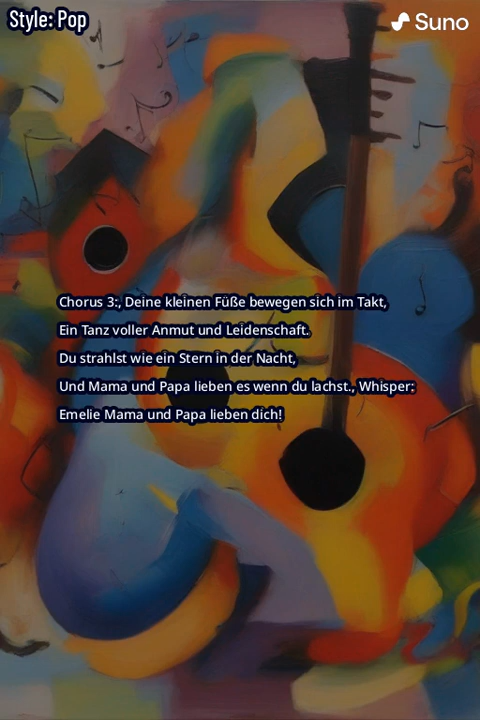 Style: Pop
Suno
Chorus 3:, Deine kleinen Füße bewegen sich im Takt,
Ein Tanz voller Anmut und Leidenschaft.
Du strahlst wie ein Stern in der Nacht,
Und Mama und Papa lieben es wenn du lachst., Whisper:
Emelie Mama und Papa lieben dich!